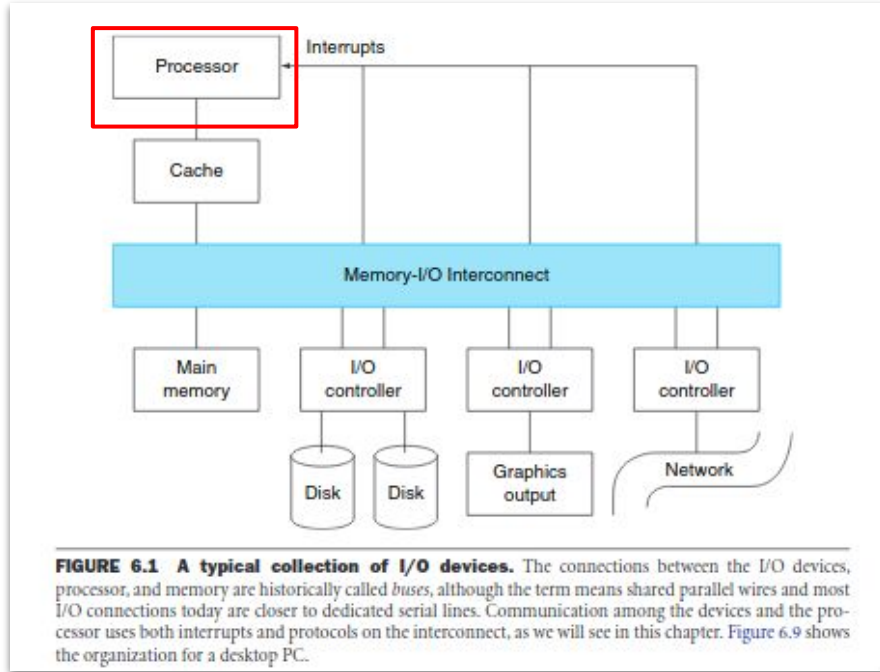 Interrupts
Processor
Cache
Memory-I/O Interconnect
Main
memory
I/O
controller
I/O
controller
I/O
controller
Disk
Disk
Graphics
output
Network
FIGURE 6.1 A typical collection of I/O devices. The connections between the I/O devices,
processor, and memory are historically called buses, although the term means shared parallel wires and most
I/O connections today are closer to dedicated serial lines. Communication among the devices and the pro-
cessor uses both interrupts and protocols on the interconnect, as we will see in this chapter. Figure 6.9 shows
the organization for a desktop PC.